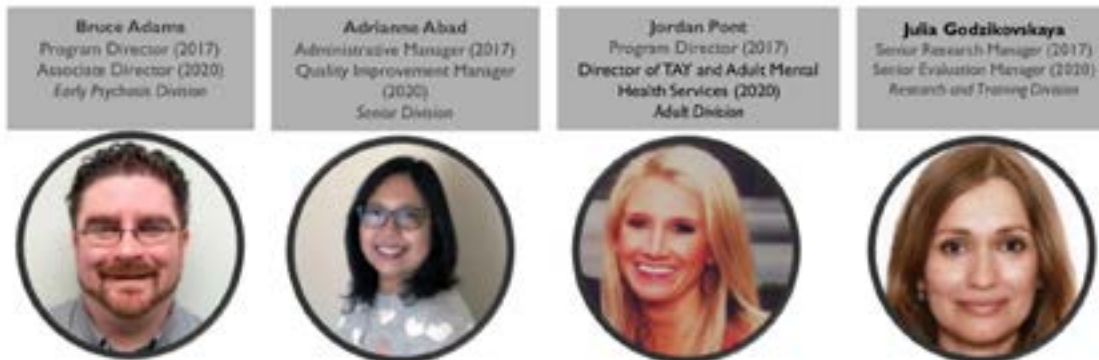 Bruce Adams
Program Director (2017)
Associate Director (2020)
Early Psychosis Division
Adrianne Abad
Administrative Manager (2017)
Quality Improvement Manager
(2020)
Senior Division
Jordan Pont
Program Director (2017)
Director of TAY and Adult Mental
Health Services (2020)
Adult Division
Julia Godzikovskaya
Senior Research Manager (2017)
Senior Evaluation Manager (2020)
Research and Training Division